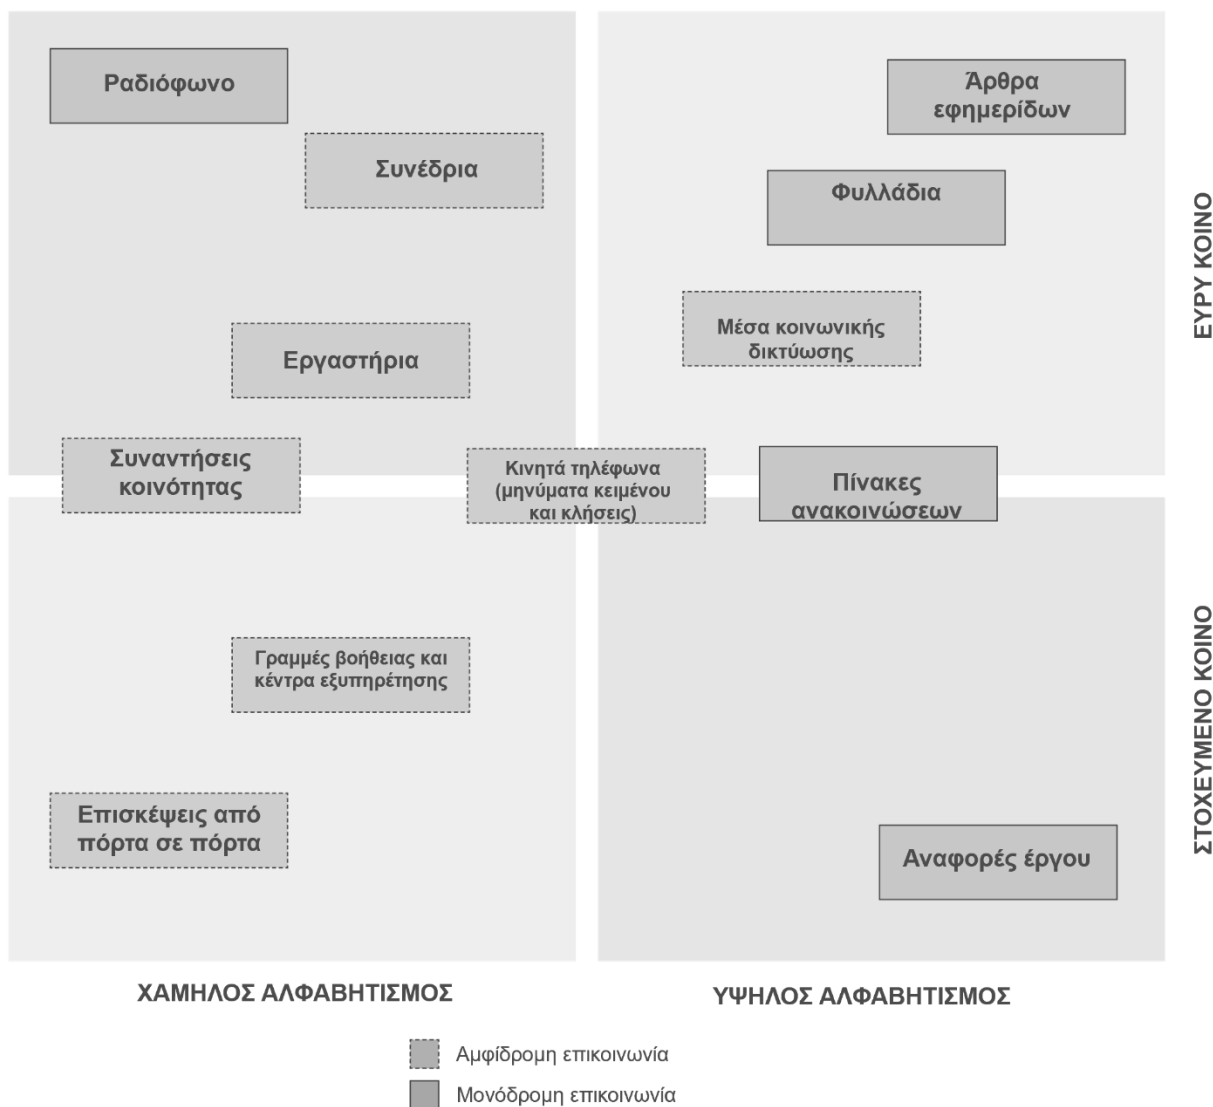 Ραδιόφωνο
Άρθρα
εφημερίδων
Συνέδρια
Φυλλάδια
ΕΥΡΥ ΚΟΙΝΟ
Μέσα κοινωνικής
δικτύωσης
Εργαστήρια
Συναντήσεις
κοινότητας
Κινητά τηλέφωνα
(μηνύματα κειμένου
και κλήσεις)
Πίνακες
ανακοινώσεων
Γραμμές βοήθειας και
κέντρα εξυπηρέτησης
ΣΤΟΧΕΥΜΕΝΟ ΚΟΙΝΟ
Επισκέψεις από
πόρτα σε πόρτα
Αναφορές έργου
ΧΑΜΗΛΟΣ ΑΛΦΑΒΗΤΙΣΜΟΣ
ΥΨΗΛΟΣ ΑΛΦΑΒΗΤΙΣΜΟΣ
Αμφίδρομη επικοινωνία
Μονόδρομη επικοινωνία